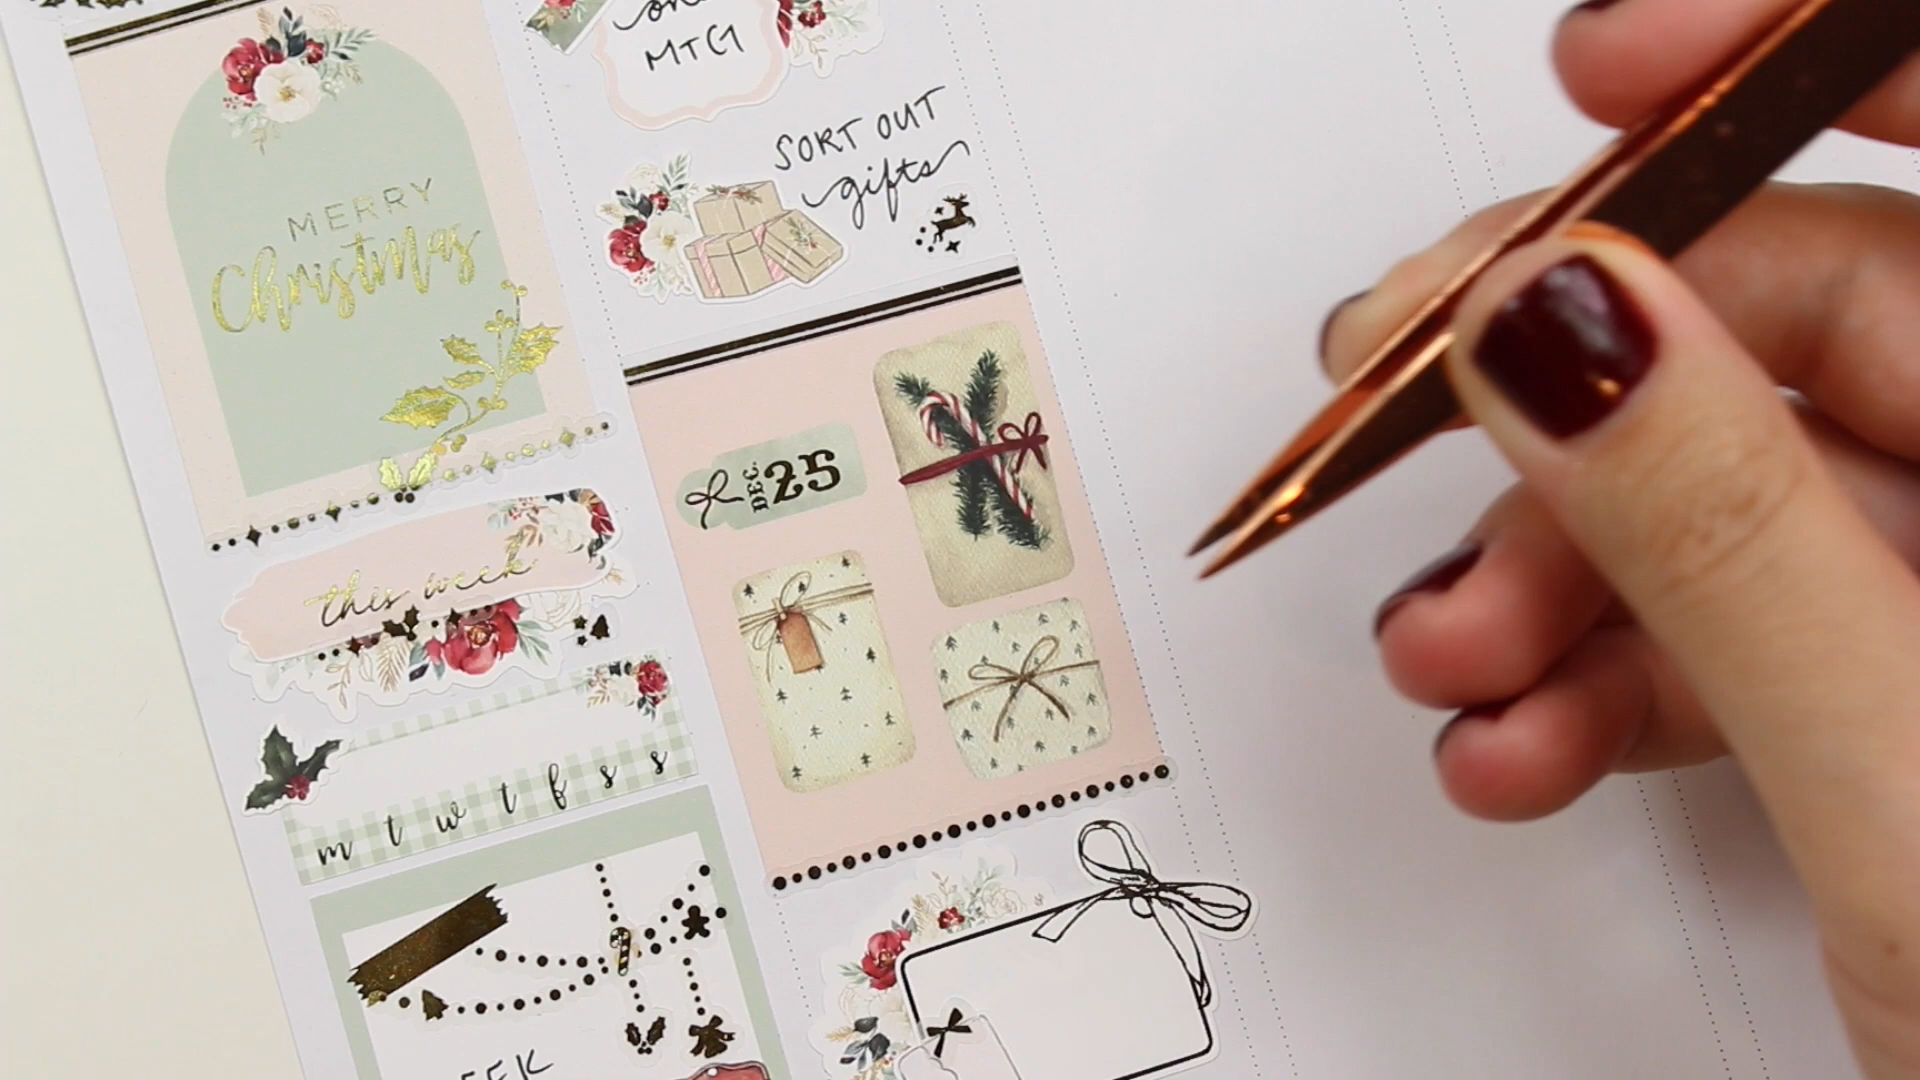 MERRY
Christmas
this week
m t w t f s s
MTG
SORT OUT
gifts
DEC. 25